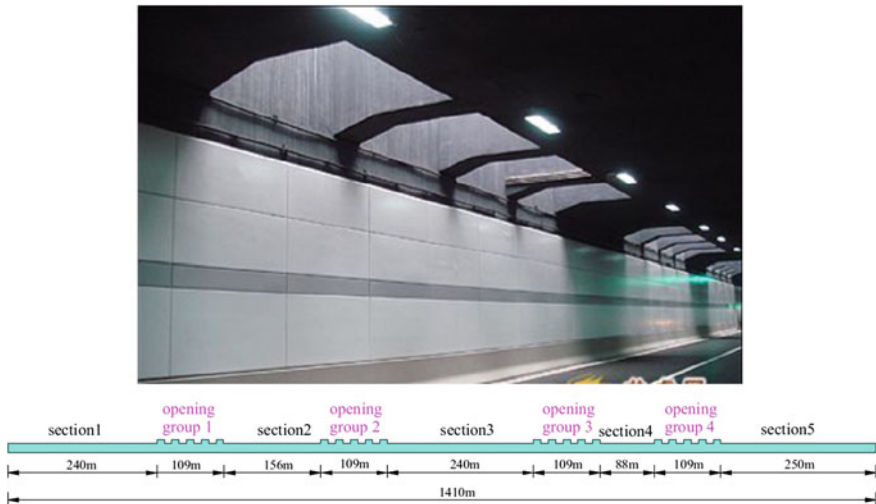 opening group 1
opening group 2
opening group 3
opening group 4
section1
section2
section3
section4
section5
240m
109m
156m
109m
240m
109m
88m
109m
250m
1410m